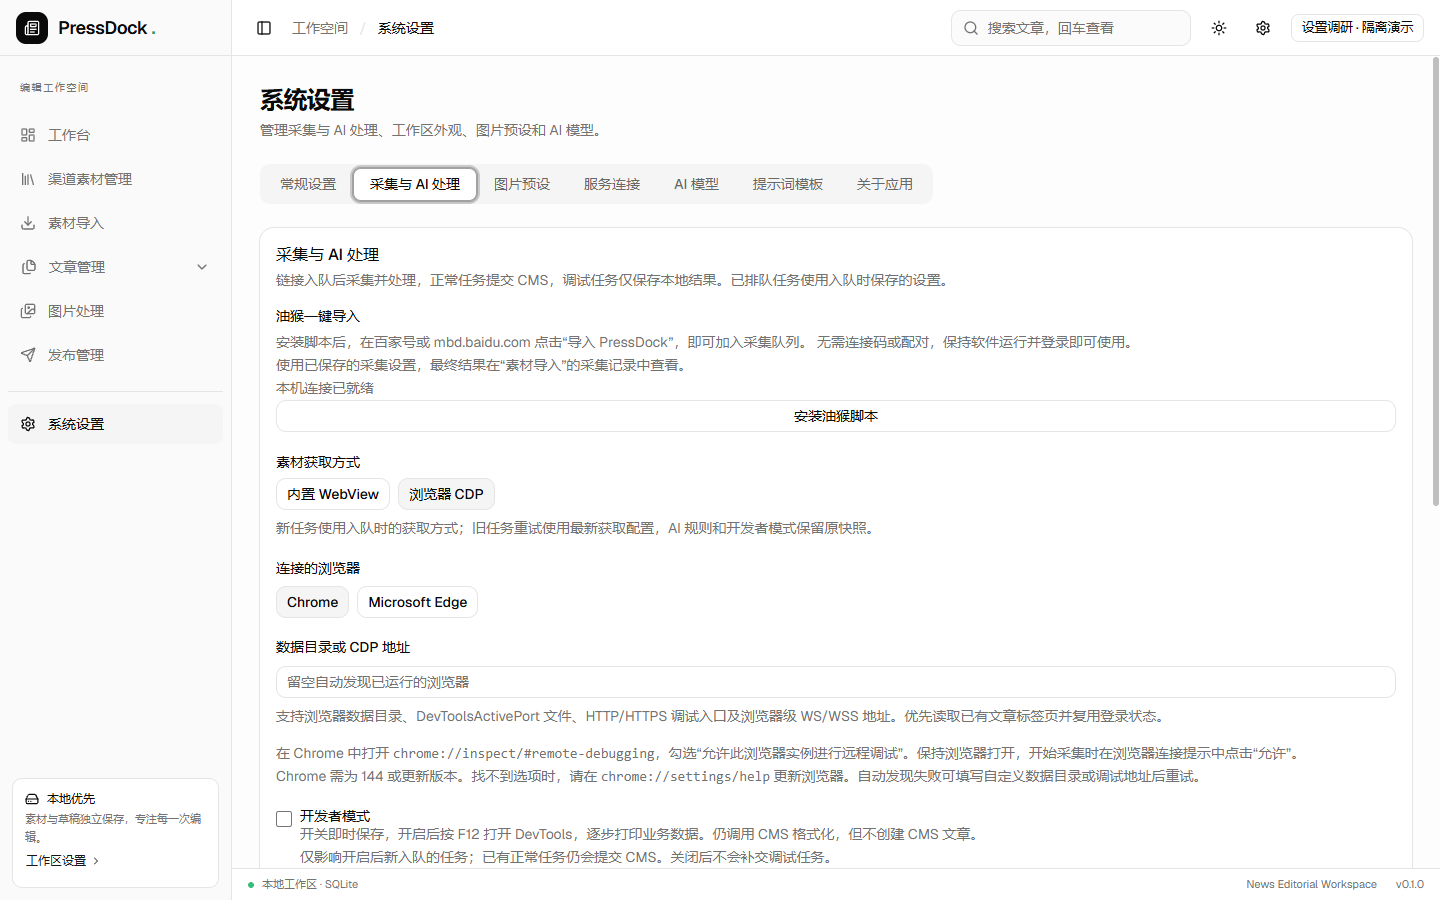 PressDock.
工作空间 / 系统设置
搜索文章，回车查看
设置调研 · 隔离演示
编辑工作空间
工作台
渠道素材管理
素材导入
文章管理
图片处理
发布管理
系统设置
本地优先
素材与草稿独立保存，专注每一次编辑。
工作区设置
系统设置
管理采集与 AI 处理、工作区外观、图片预设和 AI 模型。
常规设置
采集与 AI 处理
图片预设
服务连接
AI 模型
提示词模板
关于应用
采集与 AI 处理
链接入队后采集并处理，正常任务提交 CMS，调试任务仅保存本地结果。已排队任务使用入队时保存的设置。
油猴一键导入
安装脚本后，在百家号或 mbd.baidu.com 点击“导入 PressDock”，即可加入采集队列。 无需连接码或配对，保持软件运行并登录即可使用。
使用已保存的采集设置，最终结果在“素材导入”的采集记录中查看。
本机连接已就绪
安装油猴脚本
素材获取方式
内置 WebView
浏览器 CDP
新任务使用入队时的获取方式；旧任务重试使用最新获取配置，AI 规则和开发者模式保留原快照。
连接的浏览器
Chrome
Microsoft Edge
数据目录或 CDP 地址
留空自动发现已运行的浏览器
支持浏览器数据目录、DevToolsActivePort 文件、HTTP/HTTPS 调试入口及浏览器级 WS/WSS 地址。优先读取已有文章标签页并复用登录状态。
在 Chrome 中打开 chrome://inspect/#remote-debugging，勾选“允许此浏览器实例进行远程调试”。保持浏览器打开，开始采集时在浏览器连接提示中点击“允许”。
Chrome 需为 144 或更新版本。找不到选项时，请在 chrome://settings/help 更新浏览器。自动发现失败可填写自定义数据目录或调试地址后重试。
开发者模式
开关即时保存，开启后按 F12 打开 DevTools，逐步打印业务数据。仍调用 CMS 格式化，但不创建 CMS 文章。
仅影响开启后新入队的任务；已有正常任务仍会提交 CMS。关闭后不会补交调试任务。
本地工作区 · SQLite
News Editorial Workspace
v0.1.0